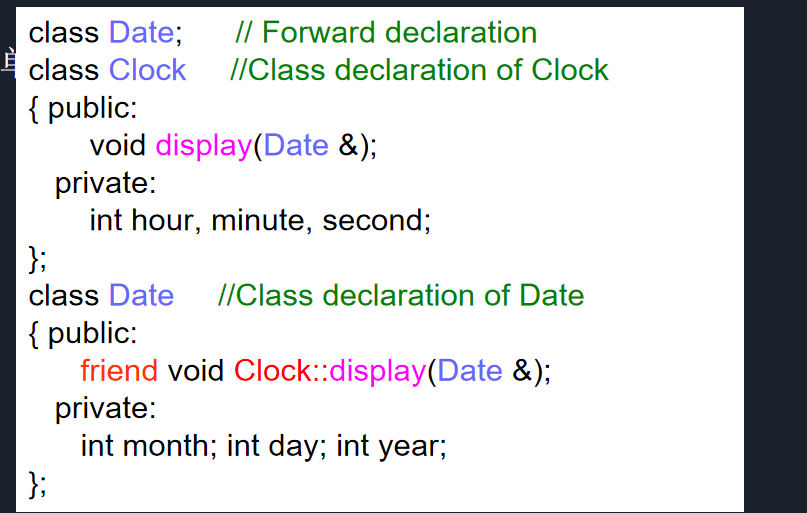 class Date; // Forward declaration
class Clock //Class declaration of Clock
{ public:
void display(Date &);
private:
int hour, minute, second;
};
class Date //Class declaration of Date
{ public:
friend void Clock::display(Date &);
private:
int month; int day; int year;
};